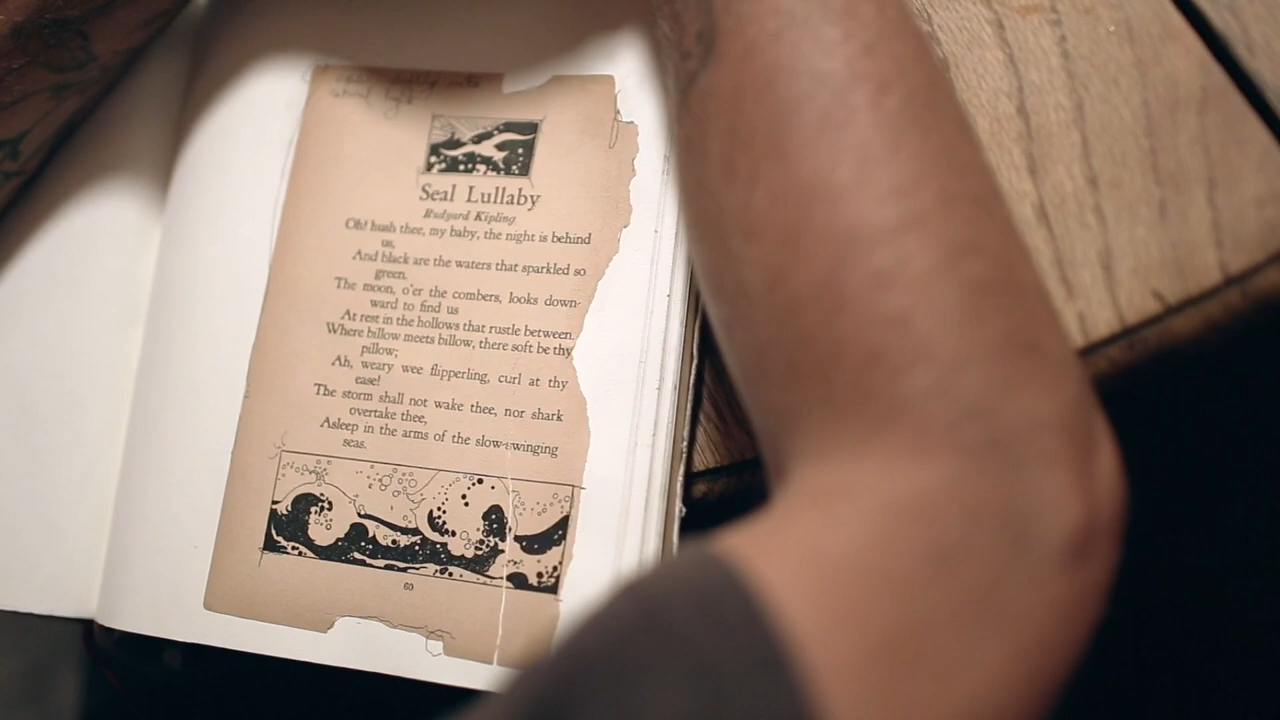 Seal Lullaby
Rudyard Kipling
Oh! hush thee, my baby, the night is behind
us,
And black are the waters that sparkled so
green.
The moon, o'er the combers, looks down-
ward to find us
At rest in the hollows that rustle between.
Where billow meets billow, there soft be thy
pillow;
Ah, weary wee flipperling, curl at thy
ease!
The storm shall not wake thee, nor shark
overtake thee,
Asleep in the arms of the slow-swinging
seas.
60